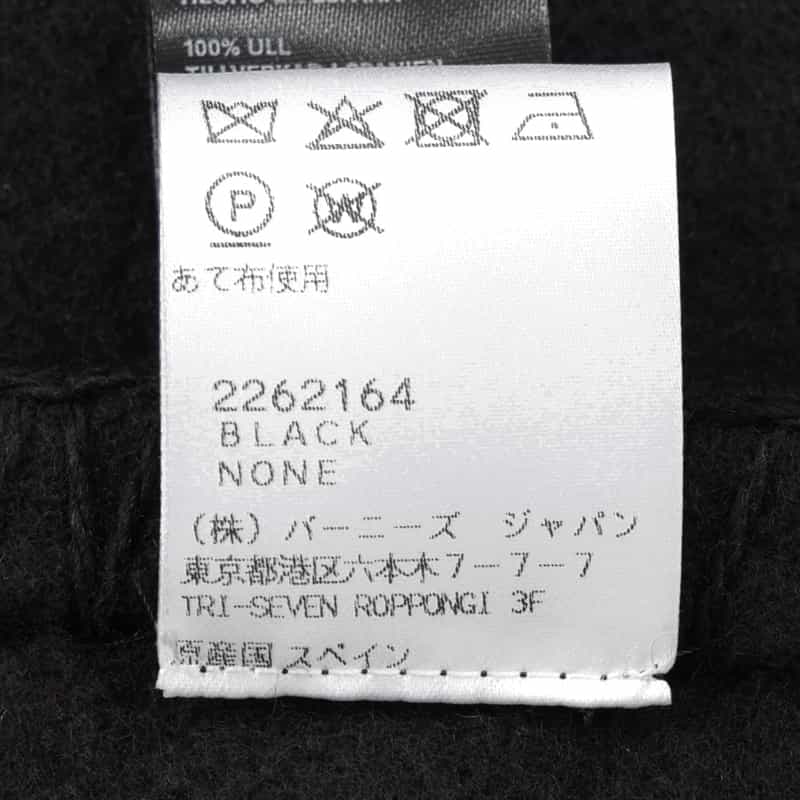 100% ULL
P
W
あて布使用
2262164
BLACK
NONE
(株) バーニーズ ジャパン
東京都港区六本木7-7-7
TRI-SEVEN ROPPONGI 3F
原産国 スペイン